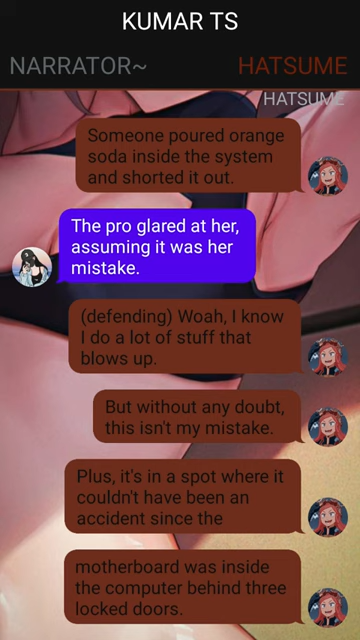 KUMAR TS
NARRATOR~ HATSUME
HATSUME
Someone poured orange
soda inside the system
and shorted it out.
The pro glared at her,
assuming it was her
mistake.
(defending) Woah, I know
I do a lot of stuff that
blows up.
But without any doubt,
this isn't my mistake.
Plus, it's in a spot where it
couldn't have been an
accident since the
motherboard was inside
the computer behind three
locked doors.